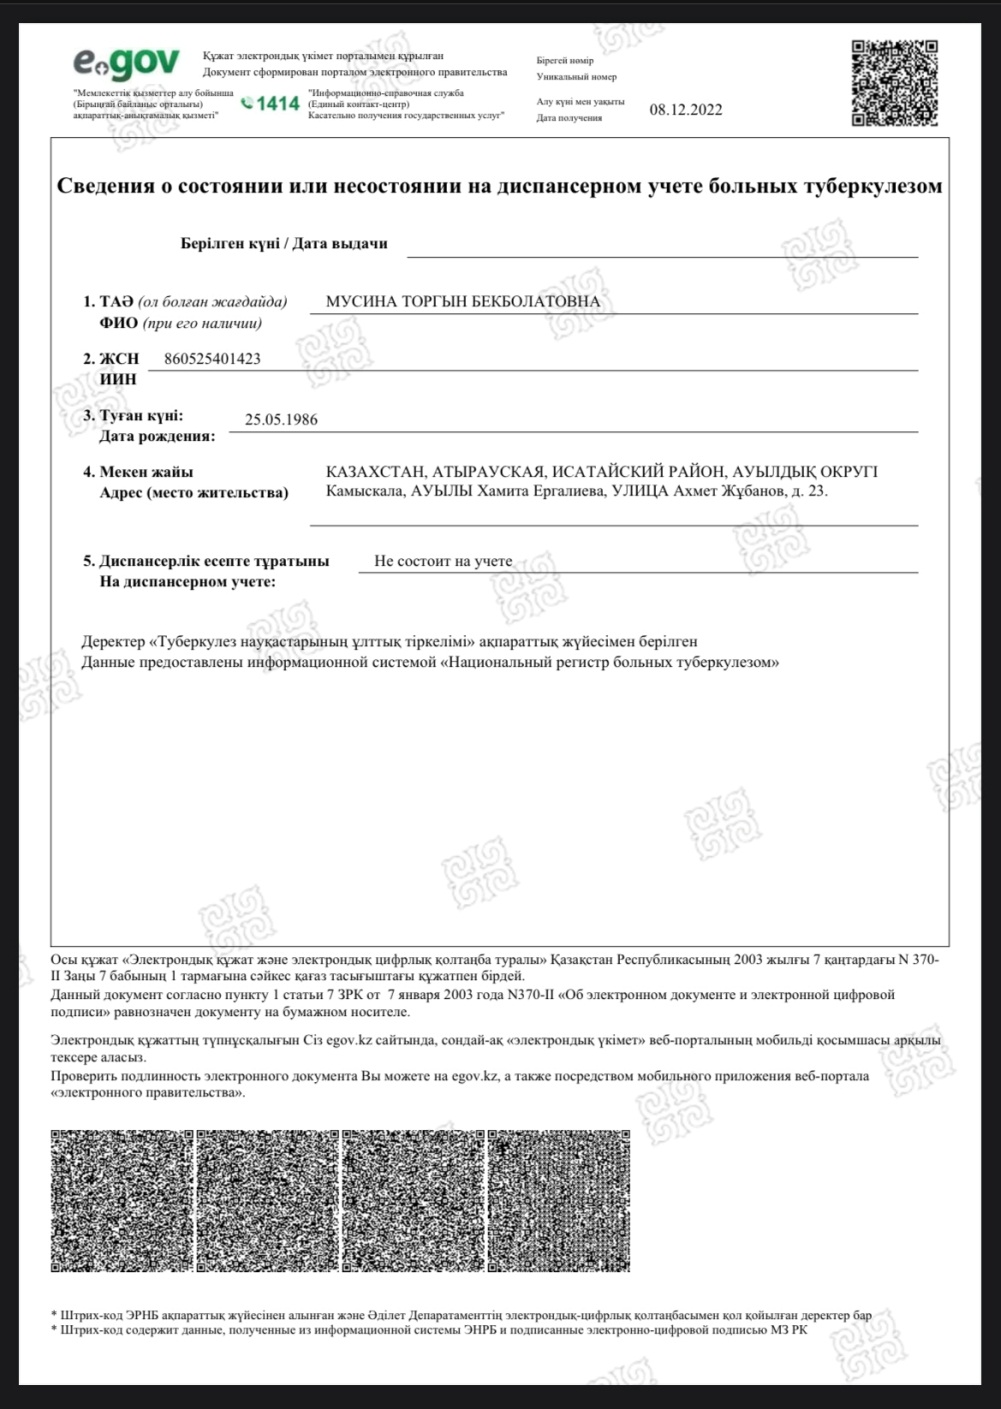 e.gov
Құжат электрондық үкімет порталымен құрылған
Документ сформирован порталом электронного правительства
"Мемлекеттік қызметтер алу бойынша
(Бірыңғай байланыс орталығы)
ақпараттық-анықтамалық қызметі"
1414
"Информационно-справочная служба
(Единый контакт-центр)
Касательно получения государственных услуг"
Бірегей нөмір
Уникальный номер
Алу күні мен уақыты
Дата получения
08.12.2022
Сведения о состоянии или несостоянии на диспансерном учете больных туберкулезом
Берілген күні / Дата выдачи
1. ТАӘ (ол болған жағдайда) МУСИНА ТОРГЫН БЕКБОЛАТОВНА
ФИО (при его наличии)
2. ЖСН 860525401423
ИИН
3. Туған күні: 25.05.1986
Дата рождения:
4. Мекен жайы КАЗАХСТАН, АТЫРАУСКАЯ, ИСАТАЙСКИЙ РАЙОН, АУЫЛДЫҚ ОКРУГІ
Адрес (место жительства) Камыскала, АУЫЛЫ Хамита Ергалиева, УЛИЦА Ахмет Жұбанов, д. 23.
5. Диспансерлік есепте тұратыны Не состоит на учете
На диспансерном учете:
Деректер «Туберкулез науқастарының ұлттық тіркелімі» ақпараттық жүйесімен берілген
Данные предоставлены информационной системой «Национальный регистр больных туберкулезом»
Осы құжат «Электрондық құжат және электрондық цифрлық қолтаңба туралы» Қазақстан Республикасының 2003 жылғы 7 қаңтардағы N 370-
II Заңы 7 бабының 1 тармағына сәйкес қағаз тасығыштағы құжатпен бірдей.
Данный документ согласно пункту 1 статьи 7 ЗРК от 7 января 2003 года N370-II «Об электронном документе и электронной цифровой
подписи» равнозначен документу на бумажном носителе.
Электрондық құжаттың түпнұсқалығын Сіз egov.kz сайтында, сондай-ақ «электрондық үкімет» веб-порталының мобильді қосымшасы арқылы
тексере аласыз.
Проверить подлинность электронного документа Вы можете на egov.kz, а также посредством мобильного приложения веб-портала
«электронного правительства».
* Штрих-код ЭРНБ ақпараттық жүйесінен алынған және Әділет Депаратаменттің электрондық-цифрлық қолтаңбасымен қол қойылған деректер бар
* Штрих-код содержит данные, полученные из информационной системы ЭНРБ и подписанные электронно-цифровой подписью МЗ РК